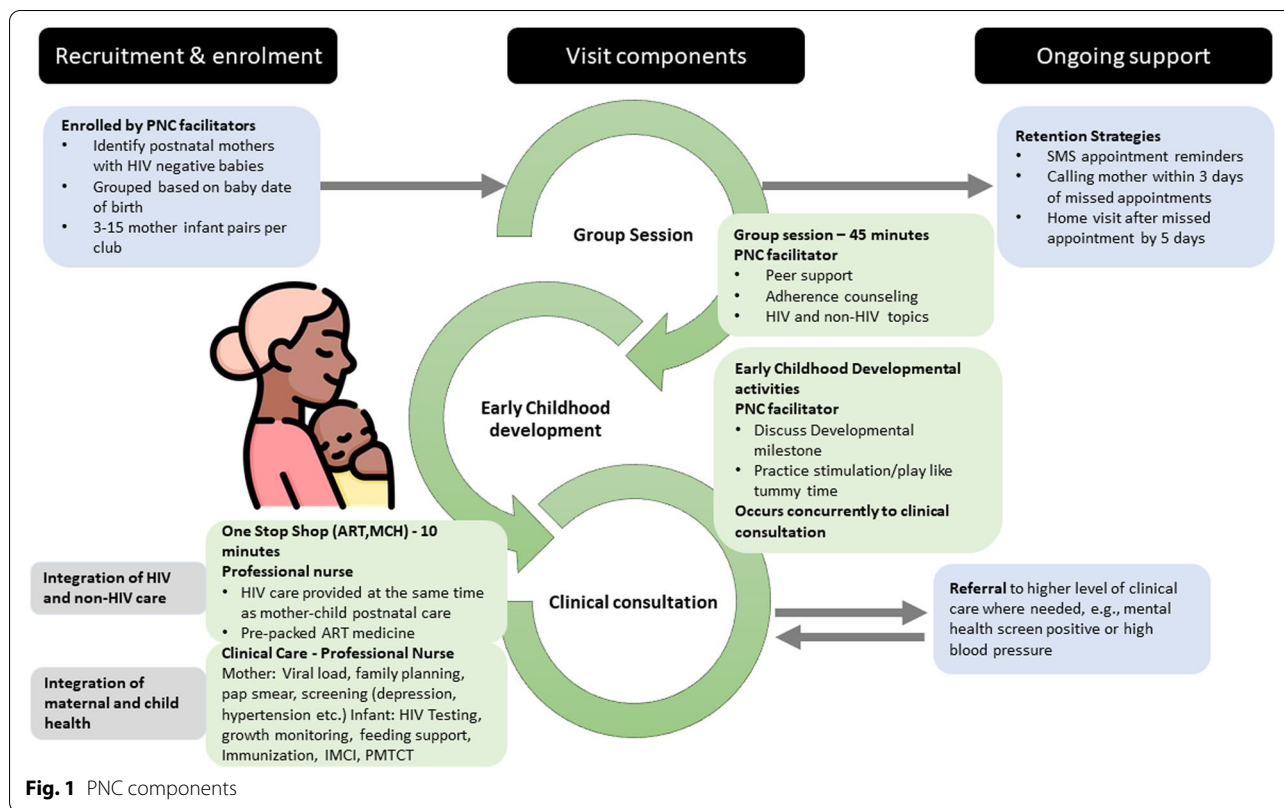 Recruitment & enrolment
Visit components
Ongoing support
Enrolled by PNC facilitators
• Identify postnatal mothers
with HIV negative babies
• Grouped based on baby date
of birth
• 3-15 mother infant pairs per
club
Group Session
Retention Strategies
• SMS appointment reminders
• Calling mother within 3 days
of missed appointments
• Home visit after missed
appointment by 5 days
Group session – 45 minutes
PNC facilitator
• Peer support
• Adherence counseling
• HIV and non-HIV topics
Early Childhood
development
Early Childhood Developmental
activities
PNC facilitator
• Discuss Developmental
milestone
• Practice stimulation/play like
tummy time
Occurs concurrently to clinical
consultation
Integration of HIV
and non-HIV care
One Stop Shop (ART,MCH) - 10
minutes
Professional nurse
• HIV care provided at the same time
as mother-child postnatal care
• Pre-packed ART medicine
Clinical consultation
Referral to higher level of clinical
care where needed, e.g., mental
health screen positive or high
blood pressure
Integration of
maternal and child
health
Clinical Care - Professional Nurse
Mother: Viral load, family planning,
pap smear, screening (depression,
hypertension etc.) Infant: HIV Testing,
growth monitoring, feeding support,
Immunization, IMCI, PMTCT
Fig. 1 PNC components